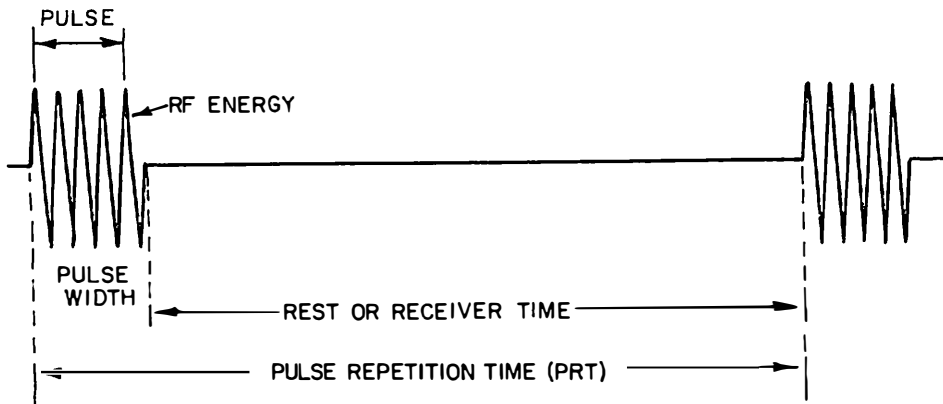 PULSE
RF ENERGY
PULSE
WIDTH
REST OR RECEIVER TIME
PULSE REPETITION TIME (PRT)